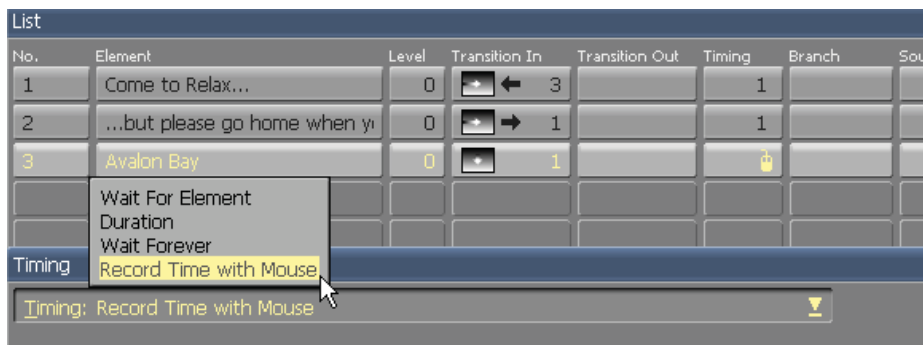 List
No. Element Level Transition In Transition Out Timing Branch Sou
1 Come to Relax... 0 3 1
2 ...but please go home when y 0 1 1
3 Avalon Bay 0 1
Wait For Element
Duration
Wait Forever
Record Time with Mouse
Timing
Timing: Record Time with Mouse